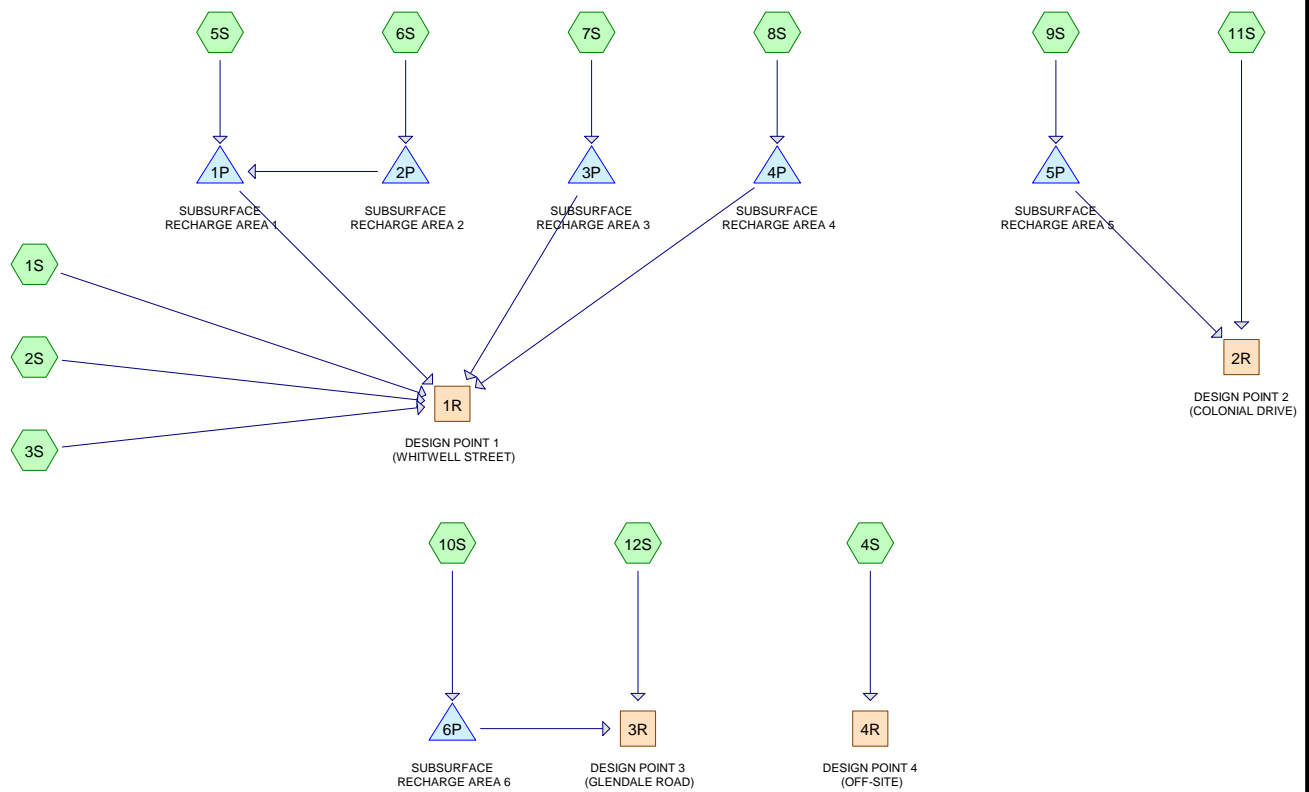 5S
6S
7S
8S
9S
11S
1P
2P
3P
4P
5P
SUBSURFACE
RECHARGE AREA 1
SUBSURFACE
RECHARGE AREA 2
SUBSURFACE
RECHARGE AREA 3
SUBSURFACE
RECHARGE AREA 4
SUBSURFACE
RECHARGE AREA 5
1S
2S
3S
1R
DESIGN POINT 1
(WHITWELL STREET)
2R
DESIGN POINT 2
(COLONIAL DRIVE)
10S
12S
4S
6P
3R
4R
SUBSURFACE
RECHARGE AREA 6
DESIGN POINT 3
(GLENDALE ROAD)
DESIGN POINT 4
(OFF-SITE)